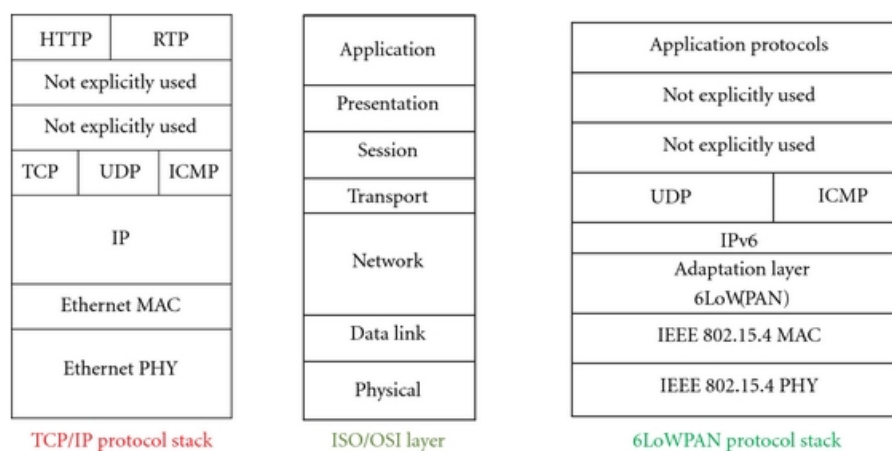 HTTP RTP
Not explicitly used
Not explicitly used
TCP UDP ICMP
IP
Ethernet MAC
Ethernet PHY
TCP/IP protocol stack
Application
Presentation
Session
Transport
Network
Data link
Physical
ISO/OSI layer
Application protocols
Not explicitly used
Not explicitly used
UDP ICMP
IPv6
Adaptation layer
6LoW(PAN)
IEEE 802.15.4 MAC
IEEE 802.15.4 PHY
6LoWPAN protocol stack